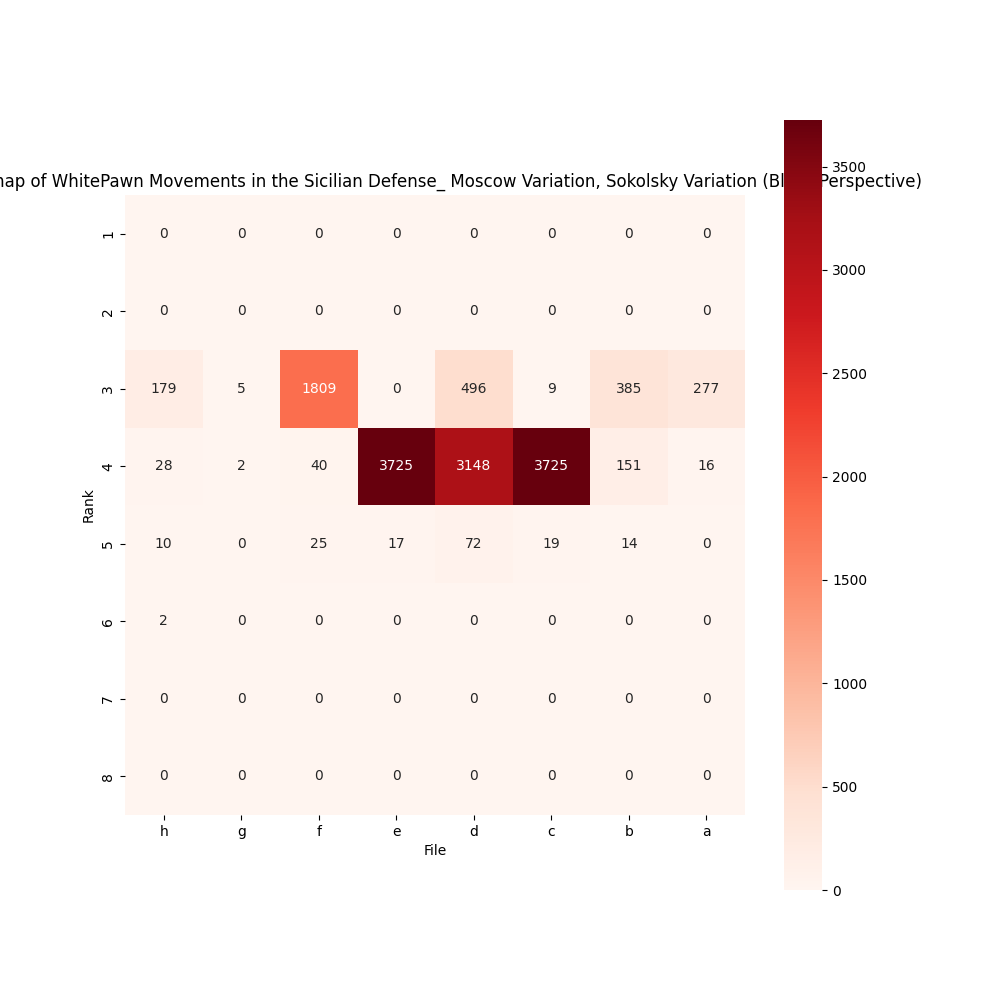 of WhitePawn Movements in the Sicilian Defense_ Moscow Variation, Sokolsky Variation Perspective)
1 0 0 0 0 0 0 0 0
2 0 0 0 0 0 0 0 0
3 179 5 1809 0 496 9 385 277
4 28 2 40 3725 3148 3725 151 16
5 10 0 25 17 72 19 14 0
6 2 0 0 0 0 0 0 0
7 0 0 0 0 0 0 0 0
8 0 0 0 0 0 0 0 0
h g f e d c b a
File
Rank
3500
3000
2500
2000
1500
1000
500
0